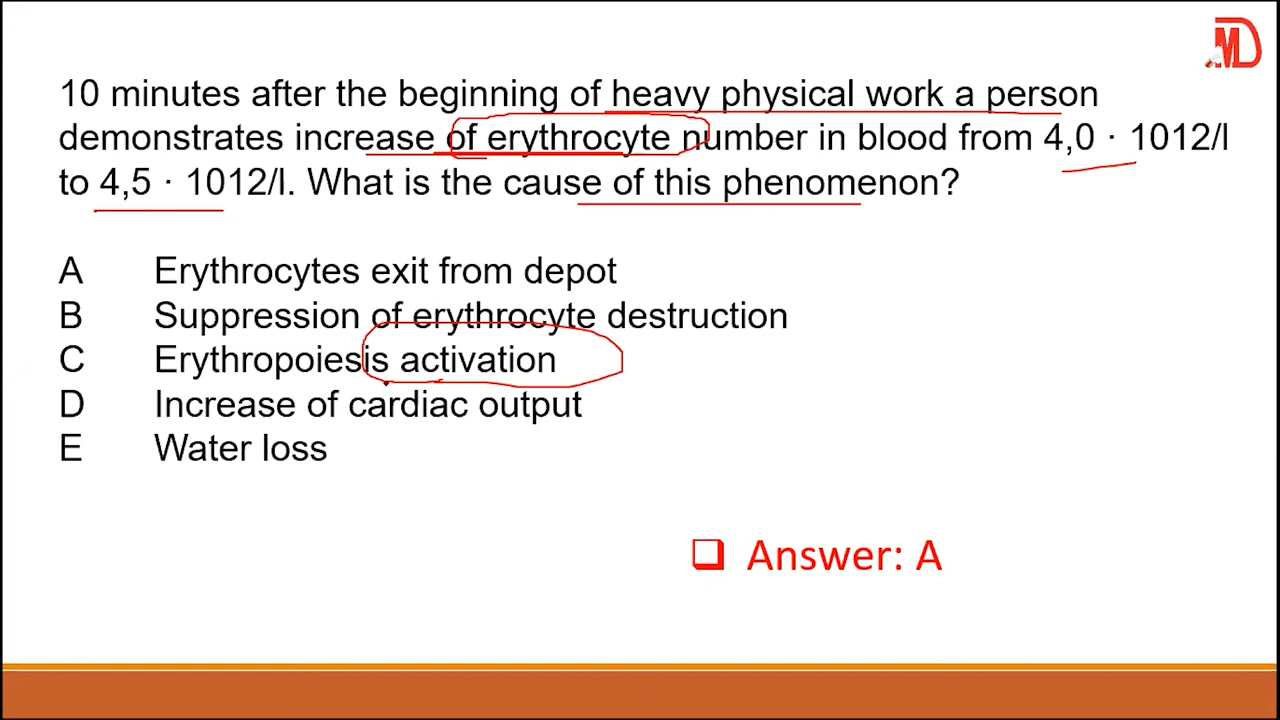 MD
10 minutes after the beginning of heavy physical work a person
demonstrates increase of erythrocyte number in blood from 4,0 · 1012/l
to 4,5 · 1012/l. What is the cause of this phenomenon?
A Erythrocytes exit from depot
B Suppression of erythrocyte destruction
C Erythropoiesis activation
D Increase of cardiac output
E Water loss
❑ Answer: A